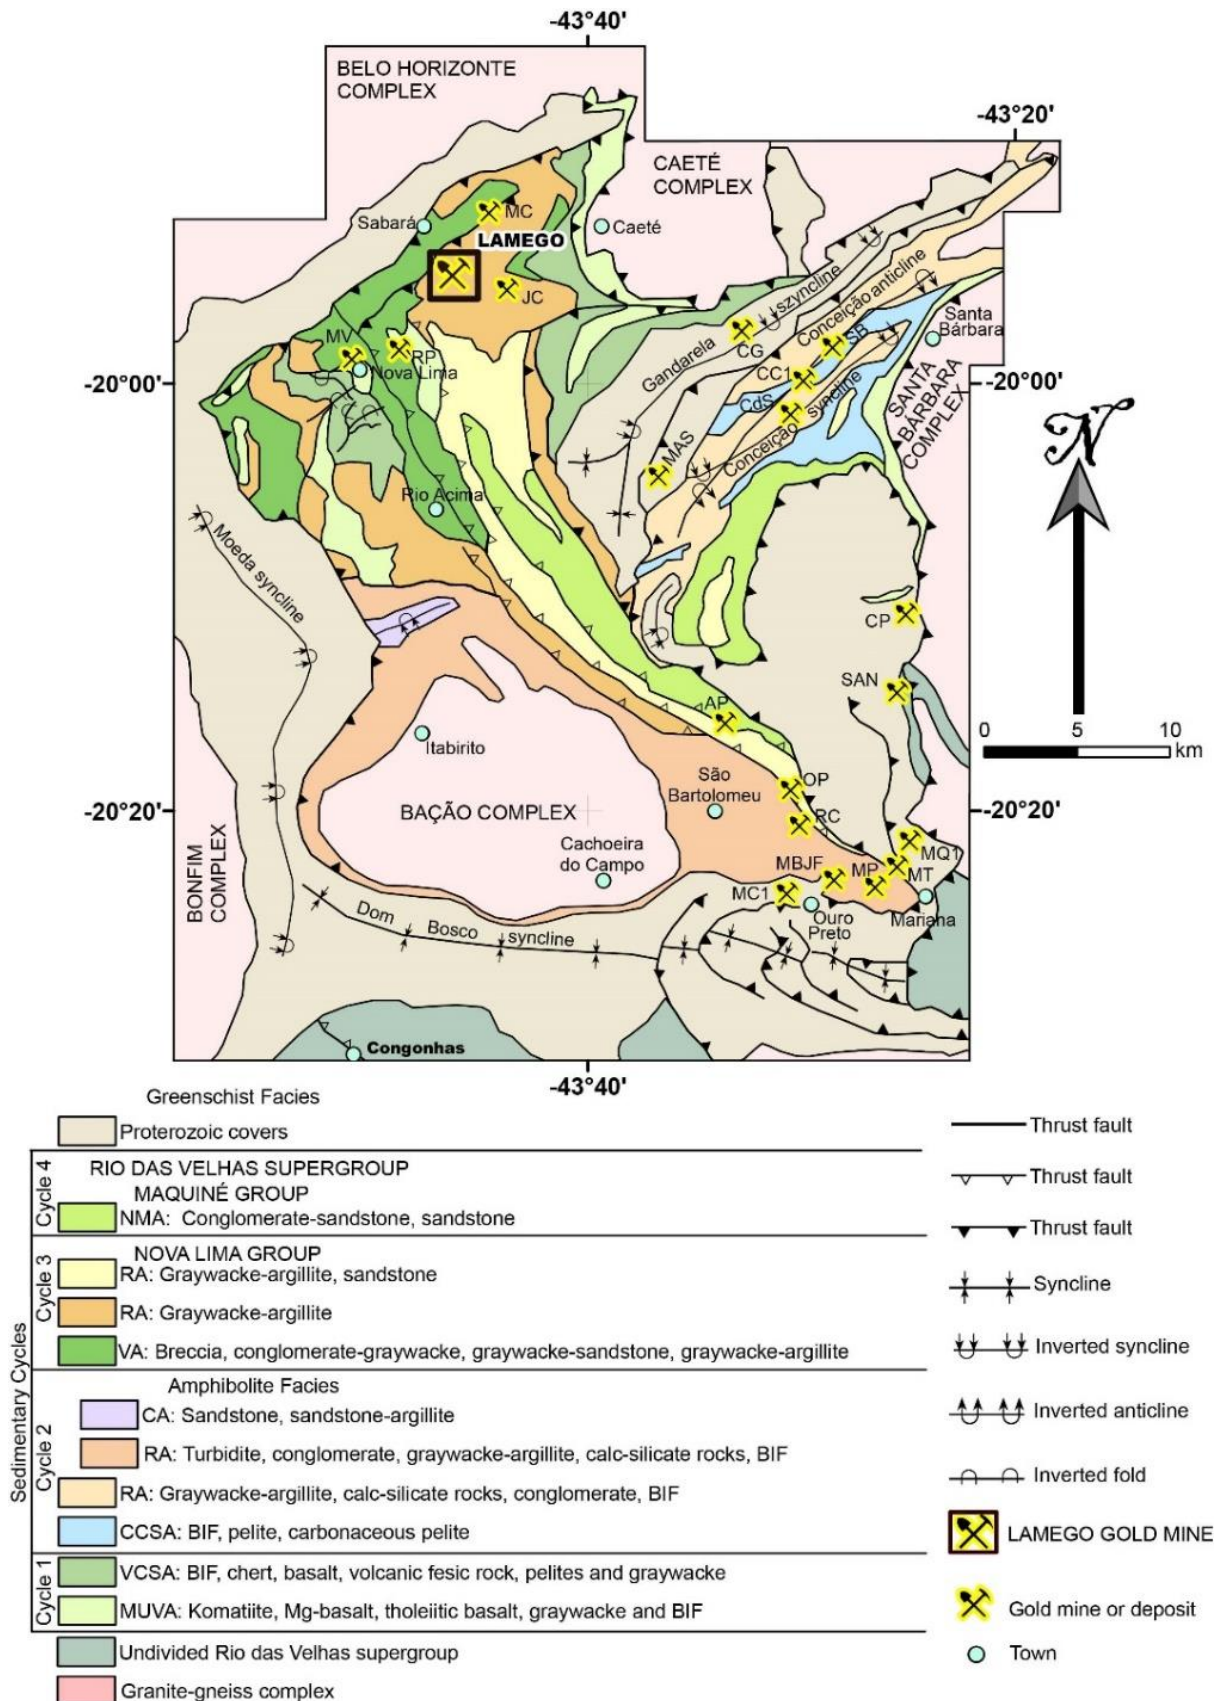 -43°40'
BELO HORIZONTE
COMPLEX
-43°20'
CAETÉ
COMPLEX
MC
Sabará
Caeté
LAMEGO
JC
Gandarela szyncline
Conceição anticline
Santa
Bárbara
MV
RP
Nova Lima
CG
SB
CC1
-20°00'
-20°00'
CdS
Conceição syncline
SANTA
BÁRBARA
COMPLEX
N
MAS
Rio Acima
Moeda syncline
CP
SAN
AP
0 5 10
km
Itabirito
São
Bartolomeu
OP
-20°20'
BAÇÃO COMPLEX
-20°20'
RC
Cachoeira
do Campo
MQ1
MBJF
MP
MT
BONFIM
COMPLEX
MC1
Ouro
Preto
Mariana
Dom Bosco syncline
Congonhas
-43°40'
Greenschist Facies
Proterozoic covers
Sedimentary Cycles
Cycle 4
RIO DAS VELHAS SUPERGROUP
MAQUINÉ GROUP
NMA: Conglomerate-sandstone, sandstone
Cycle 3
NOVA LIMA GROUP
RA: Graywacke-argillite, sandstone
RA: Graywacke-argillite
VA: Breccia, conglomerate-graywacke, graywacke-sandstone, graywacke-argillite
Cycle 2
Amphibolite Facies
CA: Sandstone, sandstone-argillite
RA: Turbidite, conglomerate, graywacke-argillite, calc-silicate rocks, BIF
RA: Graywacke-argillite, calc-silicate rocks, conglomerate, BIF
CCSA: BIF, pelite, carbonaceous pelite
Cycle 1
VCSA: BIF, chert, basalt, volcanic fesic rock, pelites and graywacke
MUVA: Komatiite, Mg-basalt, tholeiitic basalt, graywacke and BIF
Undivided Rio das Velhas supergroup
Granite-gneiss complex
Thrust fault
Thrust fault
Thrust fault
Syncline
Inverted syncline
Inverted anticline
Inverted fold
LAMEGO GOLD MINE
Gold mine or deposit
Town